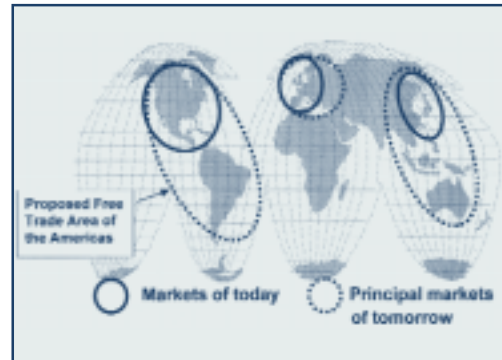 Proposed Free
Trade Area of
the Americas
Markets of today
Principal markets
of tomorrow